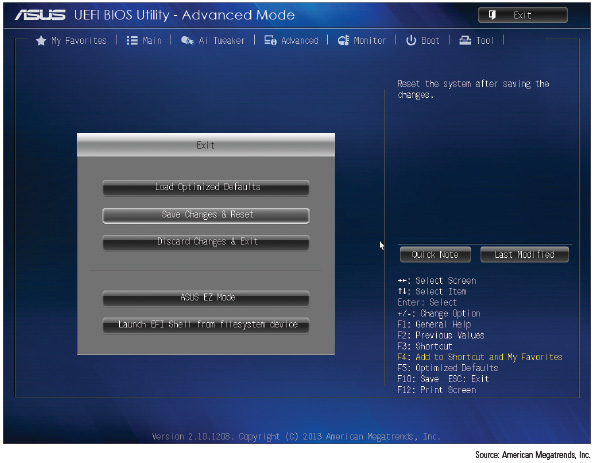 ASUS UEFI BIOS Utility - Advanced Mode
Exit
My Favorites
Main
Ai Tweaker
Advanced
Monitor
Boot
Tool
Reset the system after saving the
changes.
Exit
Load Optimized Defaults
Save Changes & Reset
Discard Changes & Exit
ASUS EZ Mode
Launch EFI Shell from filesystem device
Quick Note
Last Modified
→←: Select Screen
↑↓: Select Item
Enter: Select
+/-: Change Option
F1: General Help
F2: Previous Values
F3: Shortcut
F4: Add to Shortcut and My Favorites
F5: Optimized Defaults
F10: Save ESC: Exit
F12: Print Screen
Version 2.10.1208. Copyright (C) 2013 American Megatrends, Inc.
Source: American Megatrends, Inc.